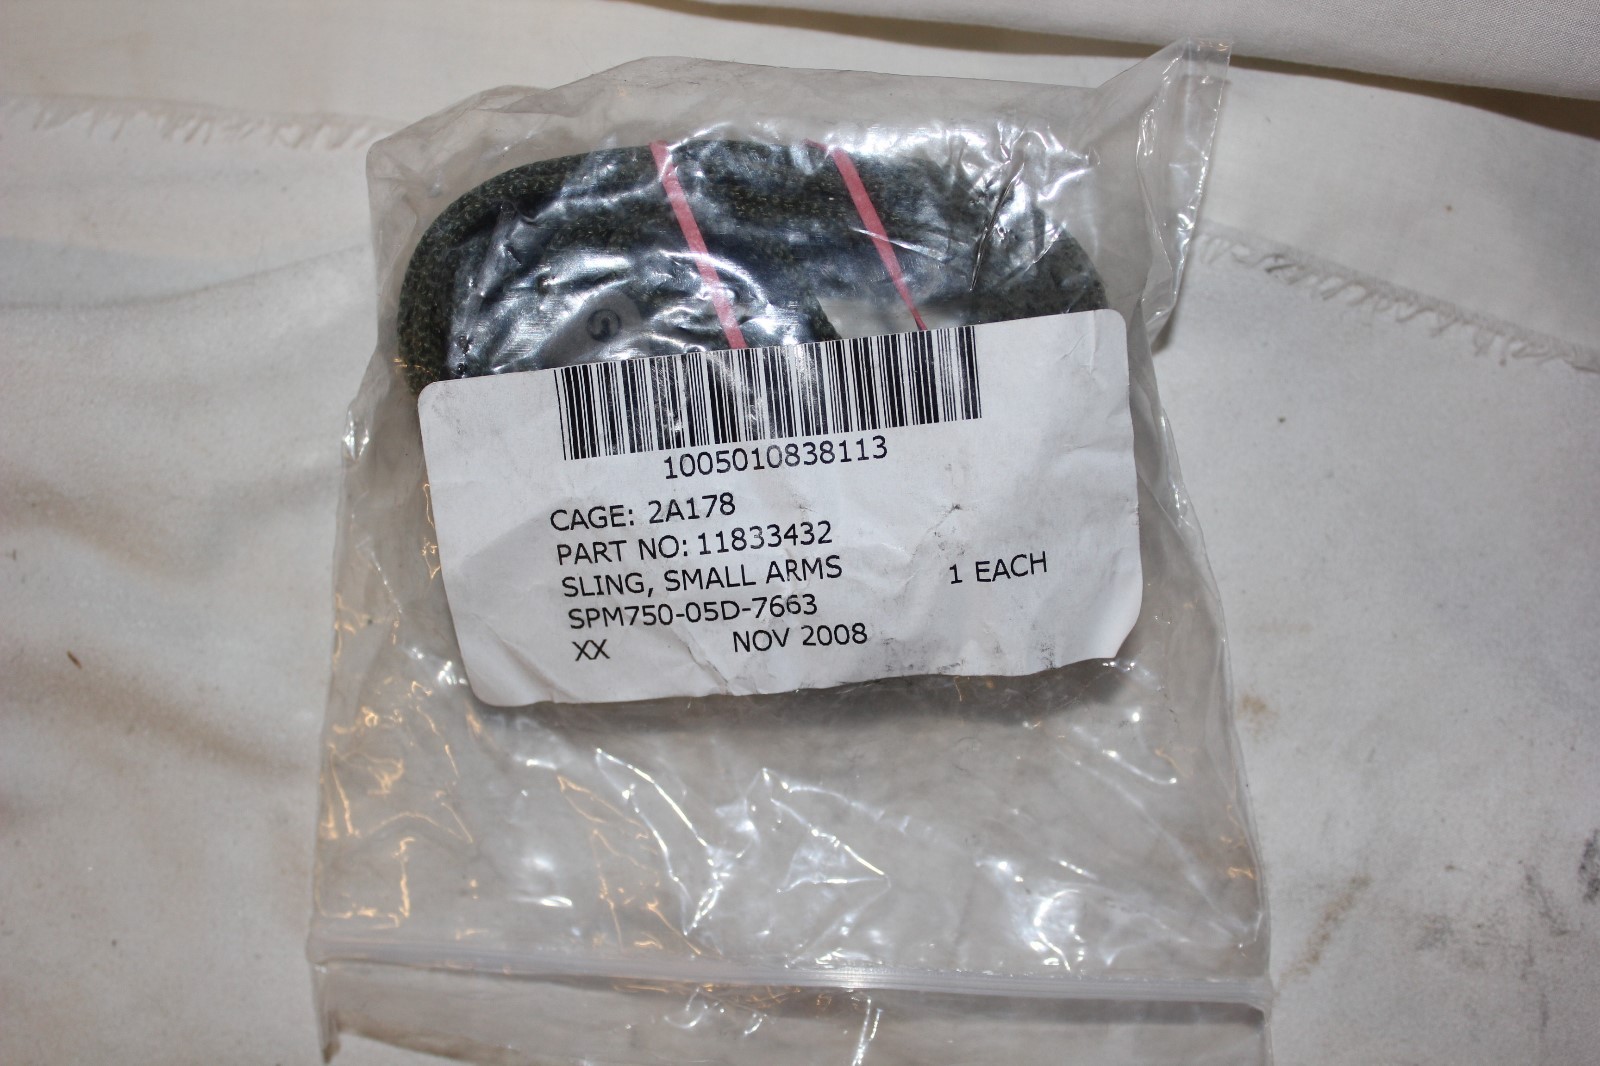 1005010838113
CAGE: 2A178
PART NO: 11833432
SLING, SMALL ARMS 1 EACH
SPM750-05D-7663
XX NOV 2008